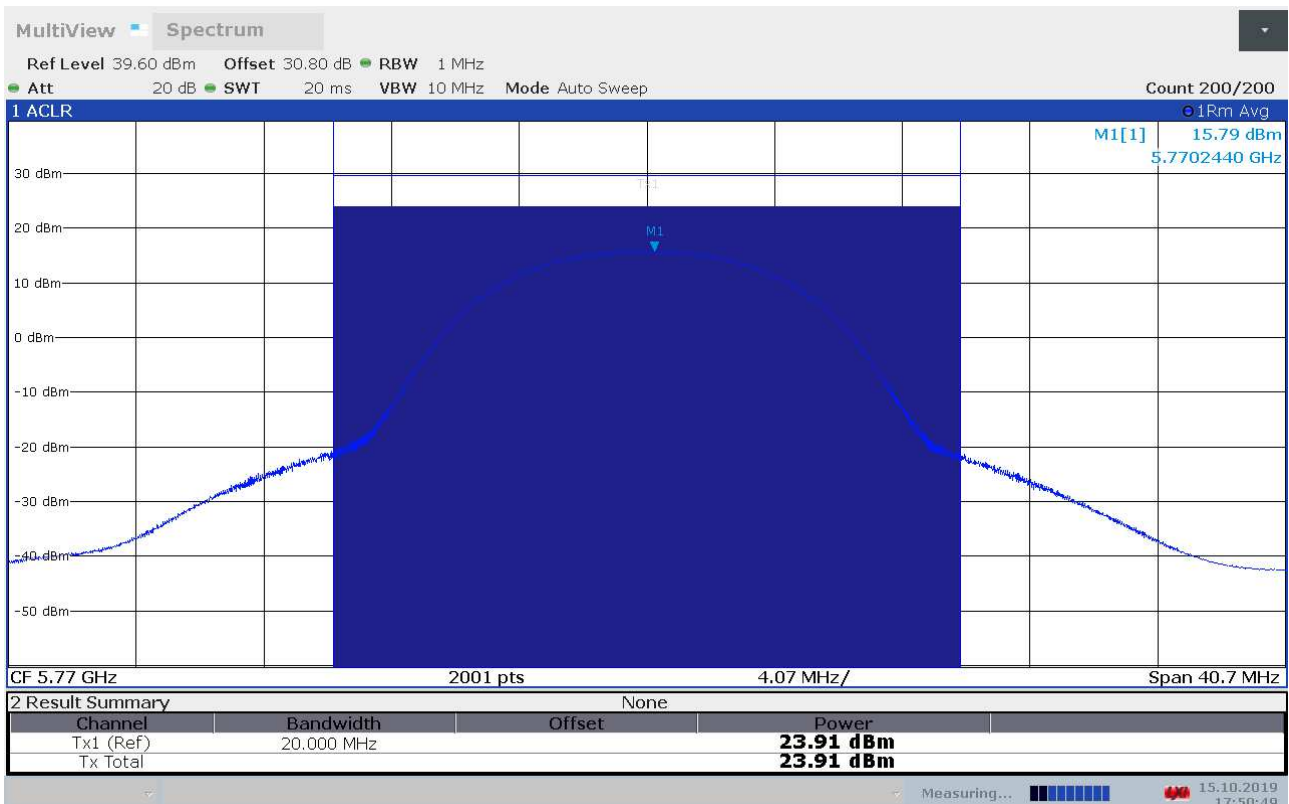 MultiView Spectrum
Ref Level 39.60 dBm Offset 30.80 dB RBW 1 MHz
Att 20 dB SWT 20 ms VBW 10 MHz Mode Auto Sweep Count 200/200
1 ACLR 1Rm Avg
M1[1] 15.79 dBm
5.7702440 GHz
30 dBm
Tx1
20 dBm
M1
10 dBm
0 dBm
-10 dBm
-20 dBm
-30 dBm
-40 dBm
-50 dBm
CF 5.77 GHz 2001 pts 4.07 MHz/ Span 40.7 MHz
2 Result Summary None
Channel Bandwidth Offset Power
Tx1 (Ref) 20.000 MHz 23.91 dBm
Tx Total 23.91 dBm
Measuring... 15.10.2019
17:50:49